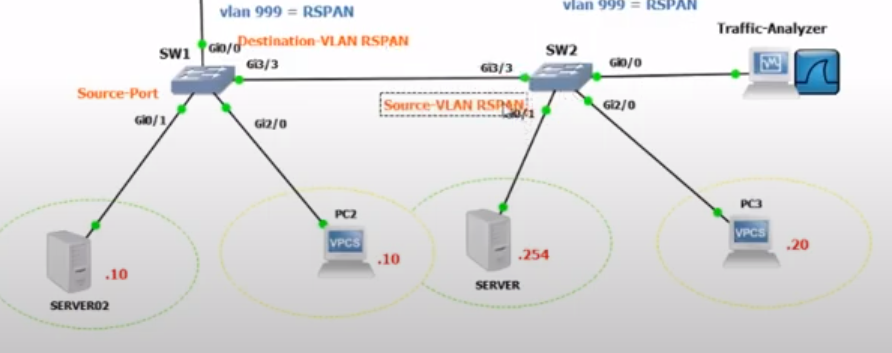 vlan 999 = RSPAN
vlan 999 = RSPAN
Destination-VLAN RSPAN
Gi0/0
Traffic-Analyzer
SW1
Gi3/3
Gi3/3
SW2
Gi0/0
Source-Port
Source-VLAN RSPAN
Gi0/1
Gi2/0
Gi0/1
Gi2/0
PC2
VPCS
.10
PC3
VPCS
.20
.10
SERVER02
.254
SERVER